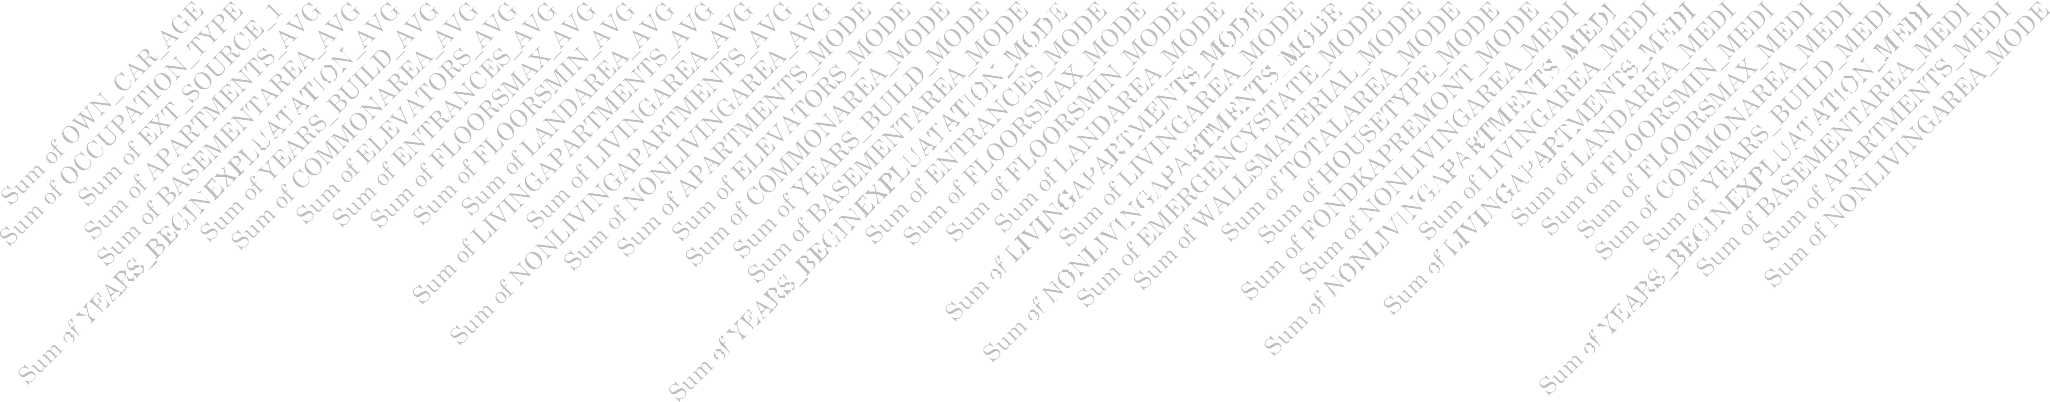 Sum of OWN_CAR_AGE
Sum of OCCUPATION_TYPE
Sum of EXT_SOURCE_1
Sum of APARTMENTS_AVG
Sum of BASEMENTAREA_AVG
Sum of YEARS_BEGINEXPLUATATION_AVG
Sum of YEARS_BUILD_AVG
Sum of COMMONAREA_AVG
Sum of ELEVATORS_AVG
Sum of ENTRANCES_AVG
Sum of FLOORSMAX_AVG
Sum of FLOORSMIN_AVG
Sum of LANDAREA_AVG
Sum of LIVINGAPARTMENTS_AVG
Sum of LIVINGAREA_AVG
Sum of NONLIVINGAPARTMENTS_AVG
Sum of NONLIVINGAREA_AVG
Sum of APARTMENTS_MODE
Sum of ELEVATORS_MODE
Sum of COMMONAREA_MODE
Sum of YEARS_BUILD_MODE
Sum of BASEMENTAREA_MODE
Sum of YEARS_BEGINEXPLUATATION_MODE
Sum of ENTRANCES_MODE
Sum of FLOORSMAX_MODE
Sum of FLOORSMIN_MODE
Sum of LANDAREA_MODE
Sum of LIVINGAPARTMENTS_MODE
Sum of LIVINGAREA_MODE
Sum of NONLIVINGAPARTMENTS_MODE
Sum of EMERGENCYSTATE_MODE
Sum of WALLSMATERIAL_MODE
Sum of TOTALAREA_MODE
Sum of HOUSETYPE_MODE
Sum of FONDKAPREMONT_MODE
Sum of NONLIVINGAREA_MEDI
Sum of NONLIVINGAPARTMENTS_MEDI
Sum of LIVINGAREA_MEDI
Sum of LIVINGAPARTMENTS_MEDI
Sum of LANDAREA_MEDI
Sum of FLOORSMIN_MEDI
Sum of FLOORSMAX_MEDI
Sum of COMMONAREA_MEDI
Sum of YEARS_BUILD_MEDI
Sum of YEARS_BEGINEXPLUATATION_MEDI
Sum of BASEMENTAREA_MEDI
Sum of APARTMENTS_MEDI
Sum of NONLIVINGAREA_MODE